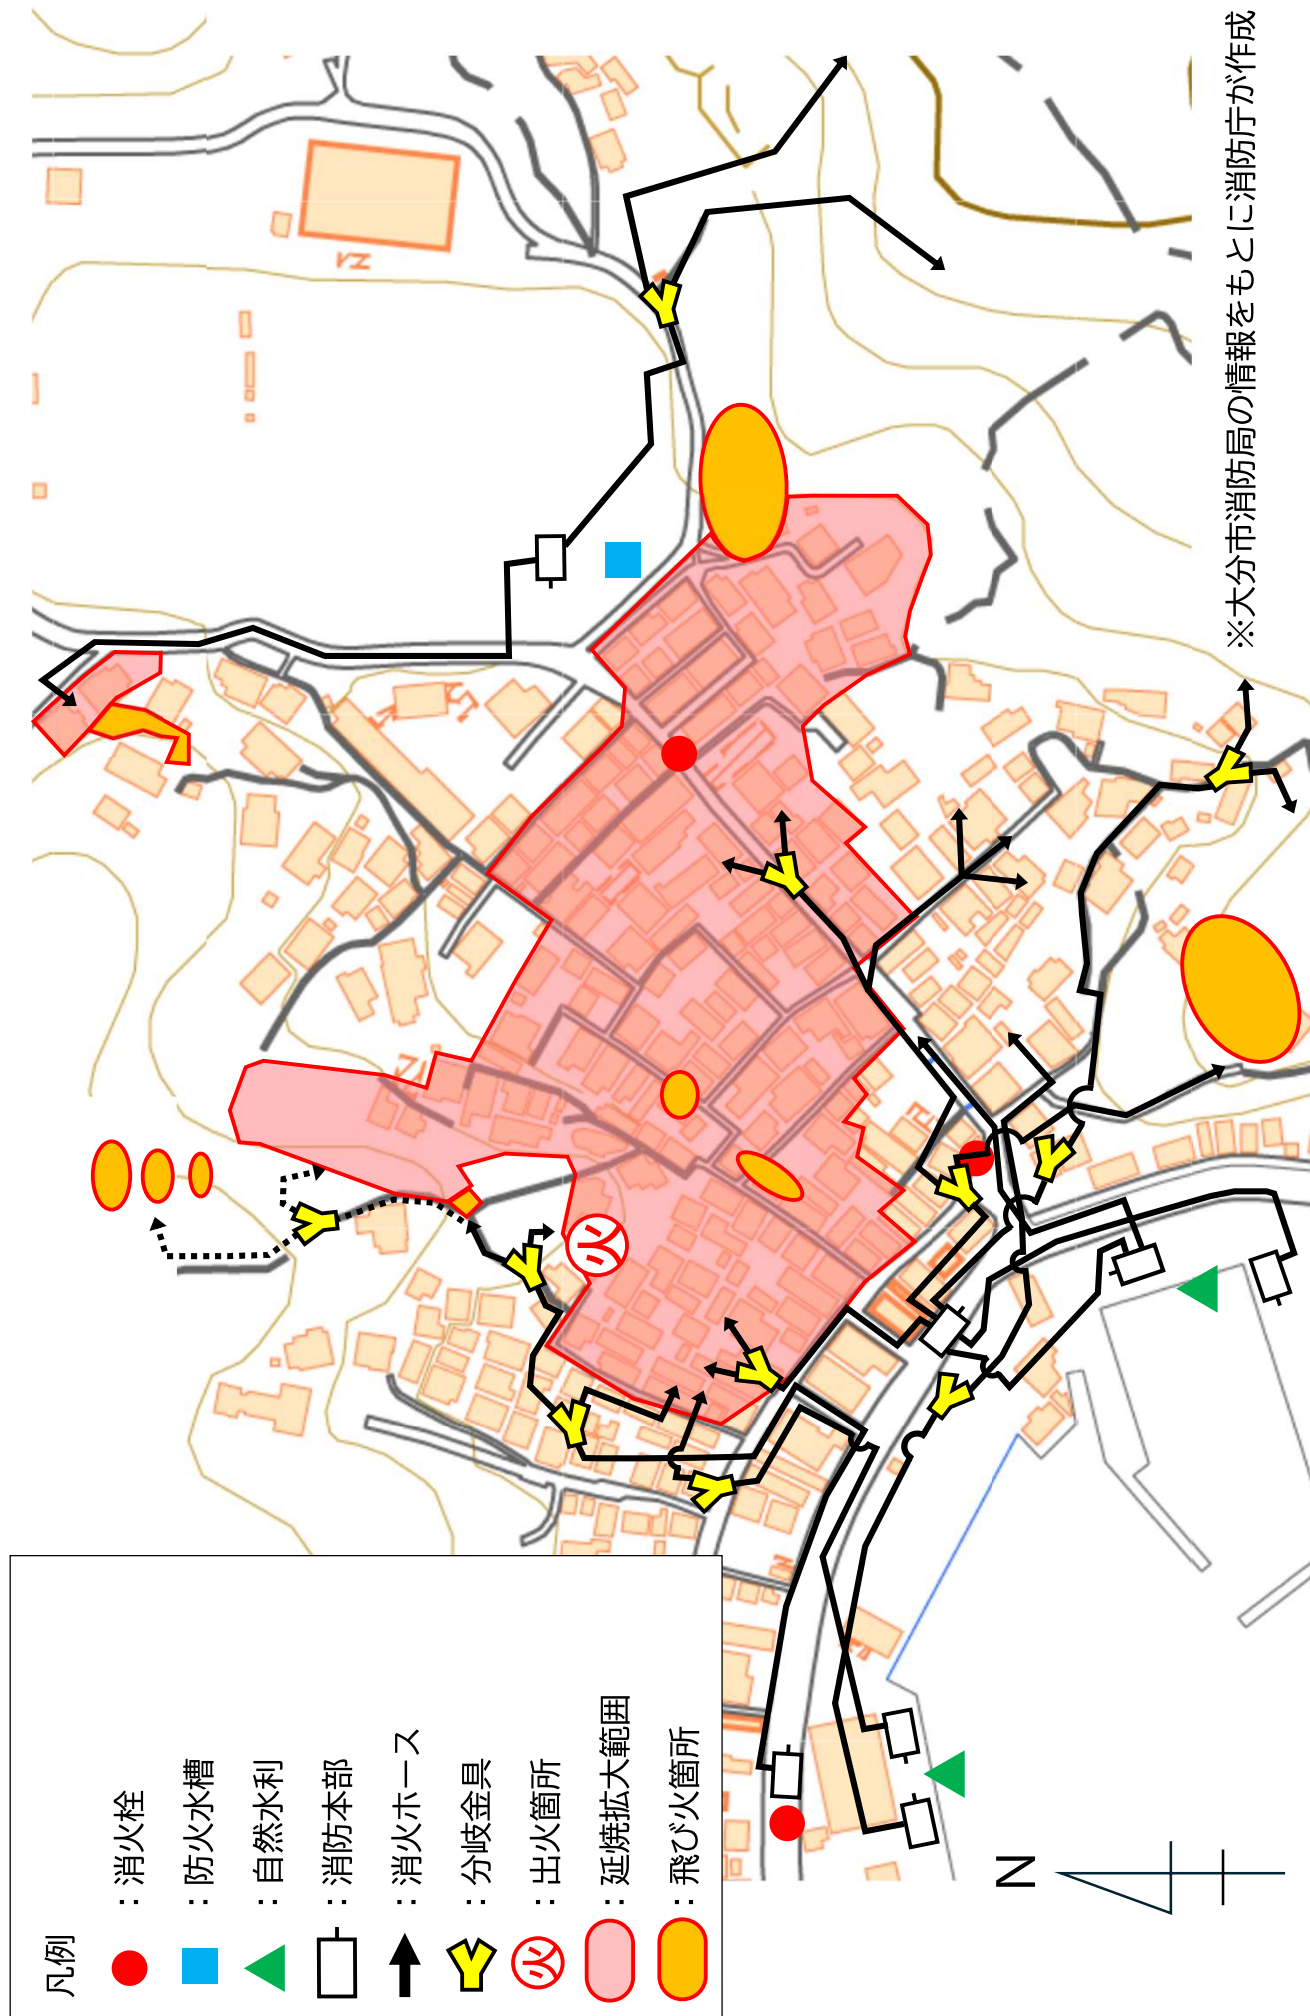 ※大分市消防局の情報をもとに消防庁が作成
凡例
：消火栓
：防火水槽
：自然水利
：消防本部
：消火ホース
：分岐金具
：出火箇所
：延焼拡大範囲
：飛び火箇所
火
火
N